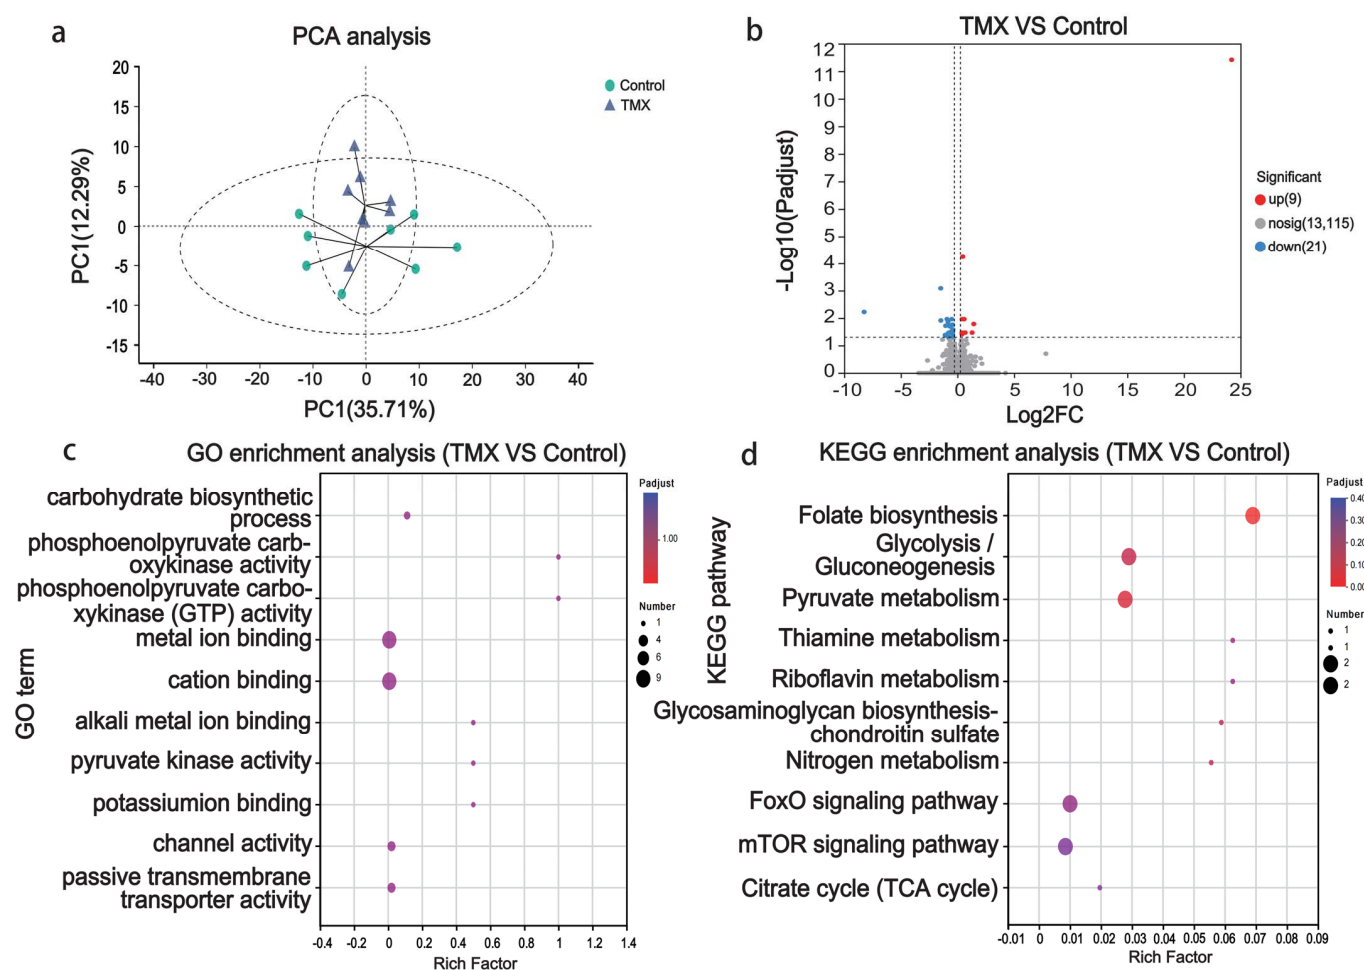 a
PCA analysis
20
15
10
5
0
-5
-10
-15
PC1(12.29%)
-40
-30
-20
-10
0
10
20
30
40
PC1(35.71%)
Control
TMX
b
TMX VS Control
12
11
10
9
8
7
6
5
4
3
2
1
0
-Log10(Padjust)
-10
-5
0
5
10
15
20
25
Log2FC
Significant
up(9)
nosig(13,115)
down(21)
c
GO enrichment analysis (TMX VS Control)
GO term
carbohydrate biosynthetic
process
phosphoenolpyruvate carb-
oxykinase activity
phosphoenolpyruvate carbo-
xykinase (GTP) activity
metal ion binding
cation binding
alkali metal ion binding
pyruvate kinase activity
potassiumion binding
channel activity
passive transmembrane
transporter activity
-0.4
-0.2
0
0.2
0.4
0.6
0.8
1
1.2
1.4
Rich Factor
Padjust
1.00
Number
1
4
6
9
d
KEGG enrichment analysis (TMX VS Control)
KEGG pathway
Folate biosynthesis
Glycolysis /
Gluconeogenesis
Pyruvate metabolism
Thiamine metabolism
Riboflavin metabolism
Glycosaminoglycan biosynthesis-
chondroitin sulfate
Nitrogen metabolism
FoxO signaling pathway
mTOR signaling pathway
Citrate cycle (TCA cycle)
-0.01
0
0.01
0.02
0.03
0.04
0.05
0.06
0.07
0.08
0.09
Rich Factor
Padjust
0.40
0.30
0.20
0.10
0.00
Number
1
1
2
2